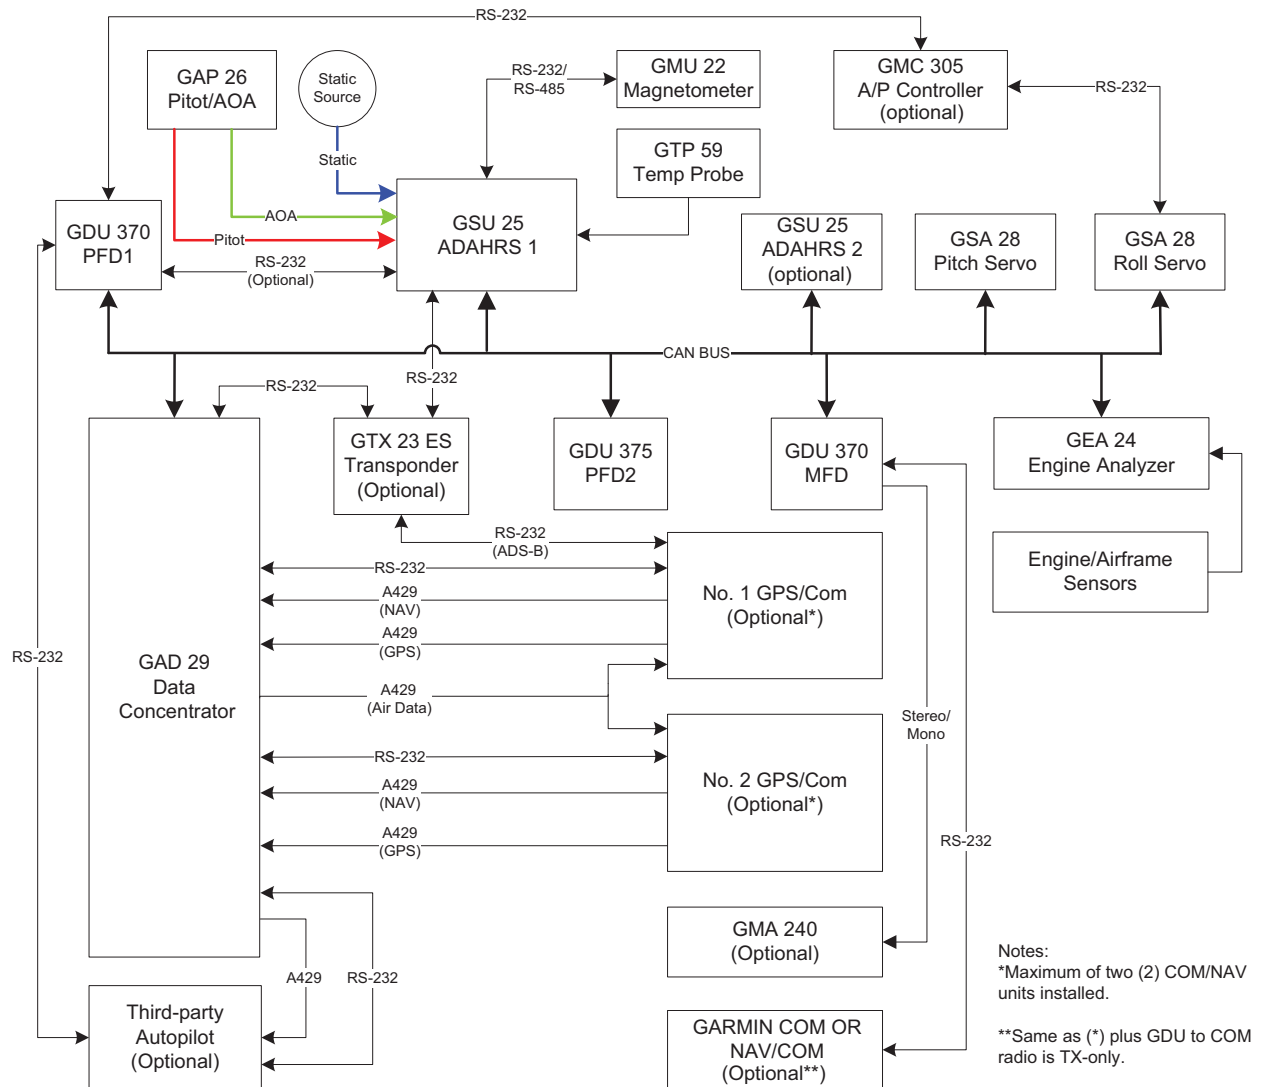 RS-232
GAP 26
Pitot/AOA
Static
Source
RS-232/
RS-485
GMU 22
Magnetometer
GMC 305
A/P Controller
(optional)
RS-232
Static
GTP 59
Temp Probe
AOA
Pitot
GDU 370
PFD1
RS-232
(Optional)
GSU 25
ADAHRS 1
GSU 25
ADAHRS 2
(optional)
GSA 28
Pitch Servo
GSA 28
Roll Servo
CAN BUS
RS-232
RS-232
GTX 23 ES
Transponder
(Optional)
GDU 375
PFD2
GDU 370
MFD
GEA 24
Engine Analyzer
RS-232
(ADS-B)
RS-232
A429
(NAV)
A429
(GPS)
No. 1 GPS/Com
(Optional*)
Engine/Airframe
Sensors
RS-232
GAD 29
Data
Concentrator
A429
(Air Data)
Stereo/
Mono
RS-232
A429
(NAV)
A429
(GPS)
No. 2 GPS/Com
(Optional*)
RS-232
GMA 240
(Optional)
A429
RS-232
Third-party
Autopilot
(Optional)
GARMIN COM OR
NAV/COM
(Optional**)
Notes:
*Maximum of two (2) COM/NAV
units installed.
**Same as (*) plus GDU to COM
radio is TX-only.